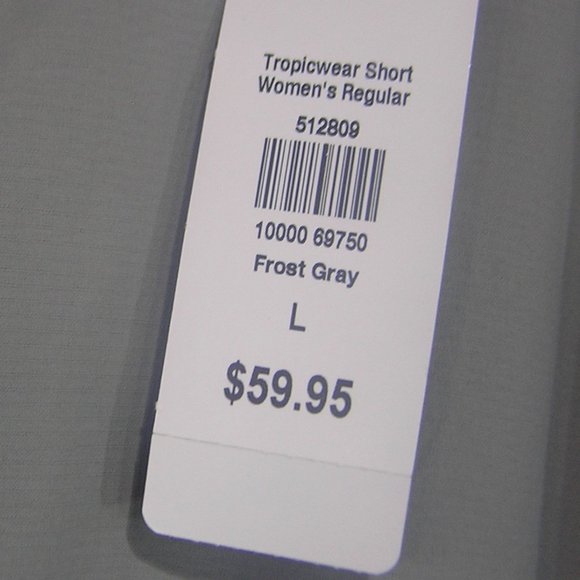 Tropicwear Short
Women's Regular
512809
10000 69750
Frost Gray
L
$59.95